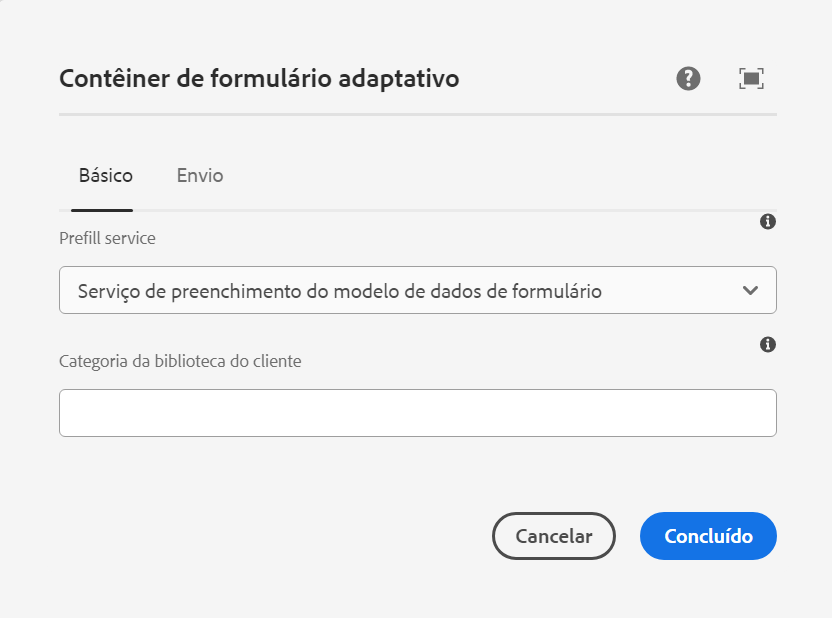 Contêiner de formulário adaptativo
Básico Envio
Prefill service
Serviço de preenchimento do modelo de dados de formulário
Categoria da biblioteca do cliente
Cancelar Concluído